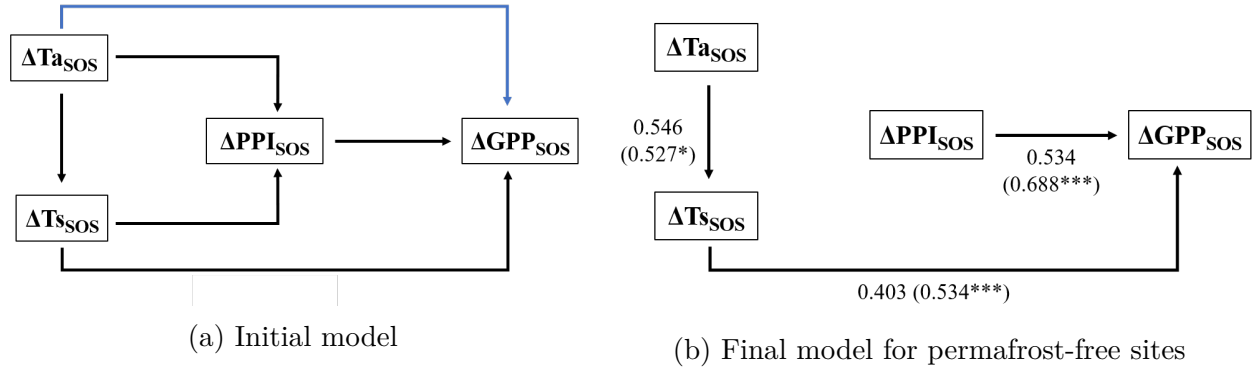 ΔTa_SOS
ΔPPI_SOS
ΔGPP_SOS
ΔTs_SOS
(a) Initial model
ΔTa_SOS
0.546
(0.527*)
ΔPPI_SOS
0.534
(0.688***)
ΔGPP_SOS
ΔTs_SOS
0.403 (0.534***)
(b) Final model for permafrost-free sites